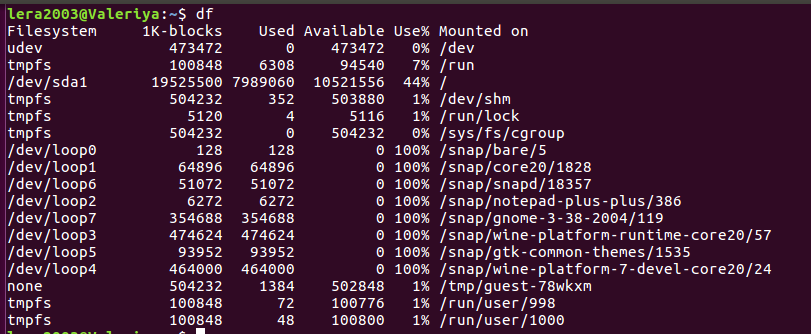 lera2003@Valeriya:~$ df
Filesystem     1K-blocks    Used Available Use% Mounted on
udev              473472       0    473472   0% /dev
tmpfs             100848    6308     94540   7% /run
/dev/sda1       19525500 7989060  10521556  44% /
tmpfs             504232     352    503880   1% /dev/shm
tmpfs               5120       4      5116   1% /run/lock
tmpfs             504232       0    504232   0% /sys/fs/cgroup
/dev/loop0           128     128         0 100% /snap/bare/5
/dev/loop1         64896   64896         0 100% /snap/core20/1828
/dev/loop6         51072   51072         0 100% /snap/snapd/18357
/dev/loop2          6272    6272         0 100% /snap/notepad-plus-plus/386
/dev/loop7        354688  354688         0 100% /snap/gnome-3-38-2004/119
/dev/loop3        474624  474624         0 100% /snap/wine-platform-runtime-core20/57
/dev/loop5         93952   93952         0 100% /snap/gtk-common-themes/1535
/dev/loop4        464000  464000         0 100% /snap/wine-platform-7-devel-core20/24
none              504232    1384    502848   1% /tmp/guest-78wkxm
tmpfs             100848      72    100776   1% /run/user/998
tmpfs             100848      48    100800   1% /run/user/1000
lera2003@Valeriya:~$